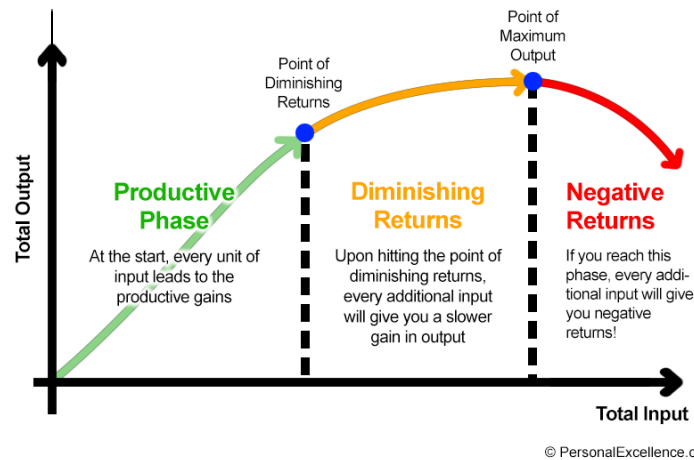 Point of
Maximum
Output
Point of
Diminishing
Returns
Total Output
Productive
Phase
At the start, every unit of
input leads to the
productive gains
Diminishing
Returns
Upon hitting the point of
diminishing returns,
every additional input
will give you a slower
gain in output
Negative
Returns
If you reach this
phase, every addi-
tional input will give
you negative
returns!
Total Input
© PersonalExcellence.c